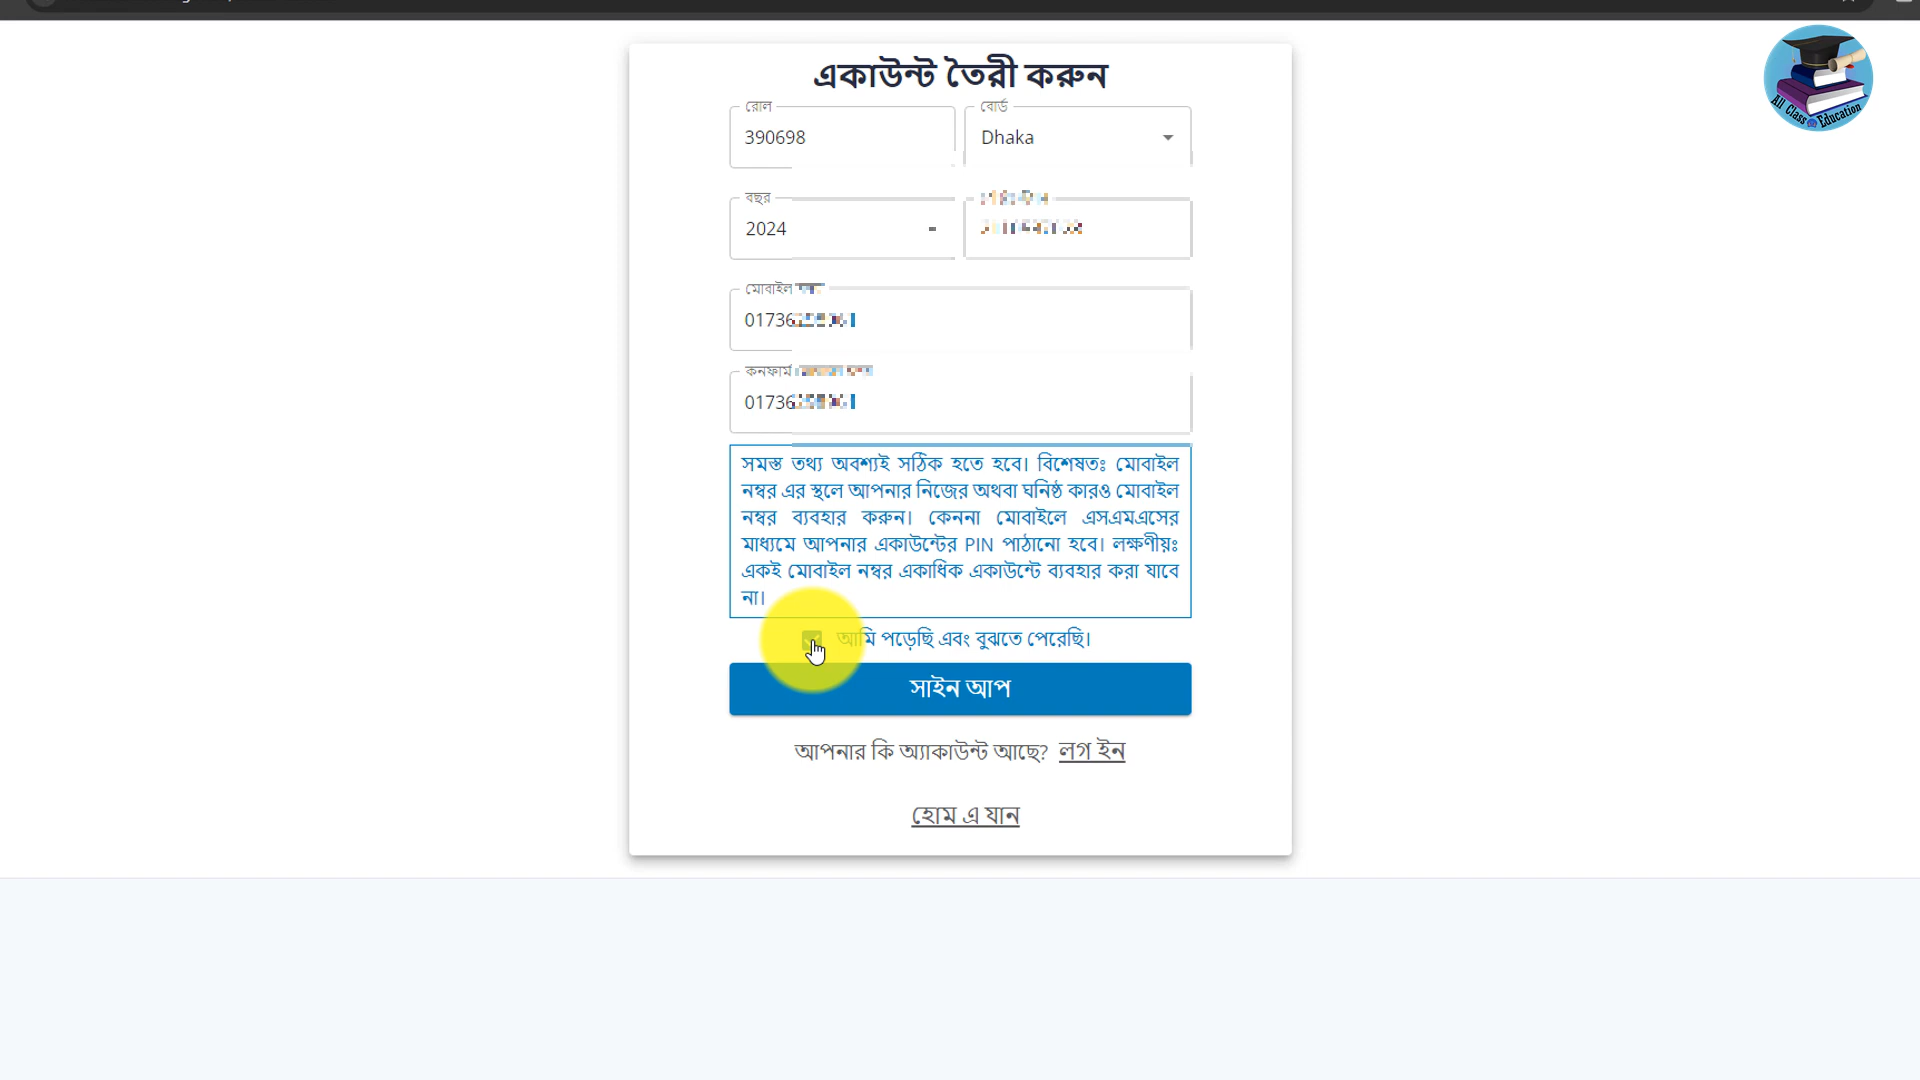 একাউন্ট তৈরী করুন
রোল
বোর্ড
390698
Dhaka
বছর
2024
মোবাইল
01736
কনফার্ম
01736
সমস্ত তথ্য অবশ্যই সঠিক হতে হবে। বিশেষতঃ মোবাইল
নম্বর এর স্থলে আপনার নিজের অথবা ঘনিষ্ঠ কারও মোবাইল
নম্বর ব্যবহার করুন। কেননা মোবাইলে এসএমএসের
মাধ্যমে আপনার একাউন্টের PIN পাঠানো হবে। লক্ষণীয়ঃ
একই মোবাইল নম্বর একাধিক একাউন্টে ব্যবহার করা যাবে
না।
আমি পড়েছি এবং বুঝতে পেরেছি।
সাইন আপ
আপনার কি অ্যাকাউন্ট আছে? লগ ইন
হোম এ যান
All Class Education